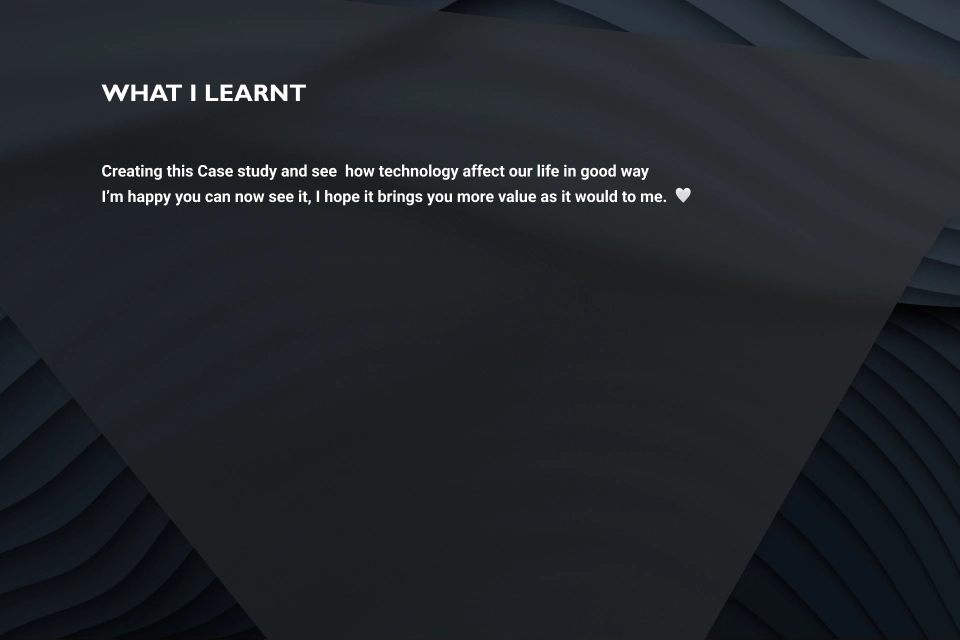 WHAT I LEARNT
Creating this Case study and see  how technology affect our life in good way
I’m happy you can now see it, I hope it brings you more value as it would to me. 🤍